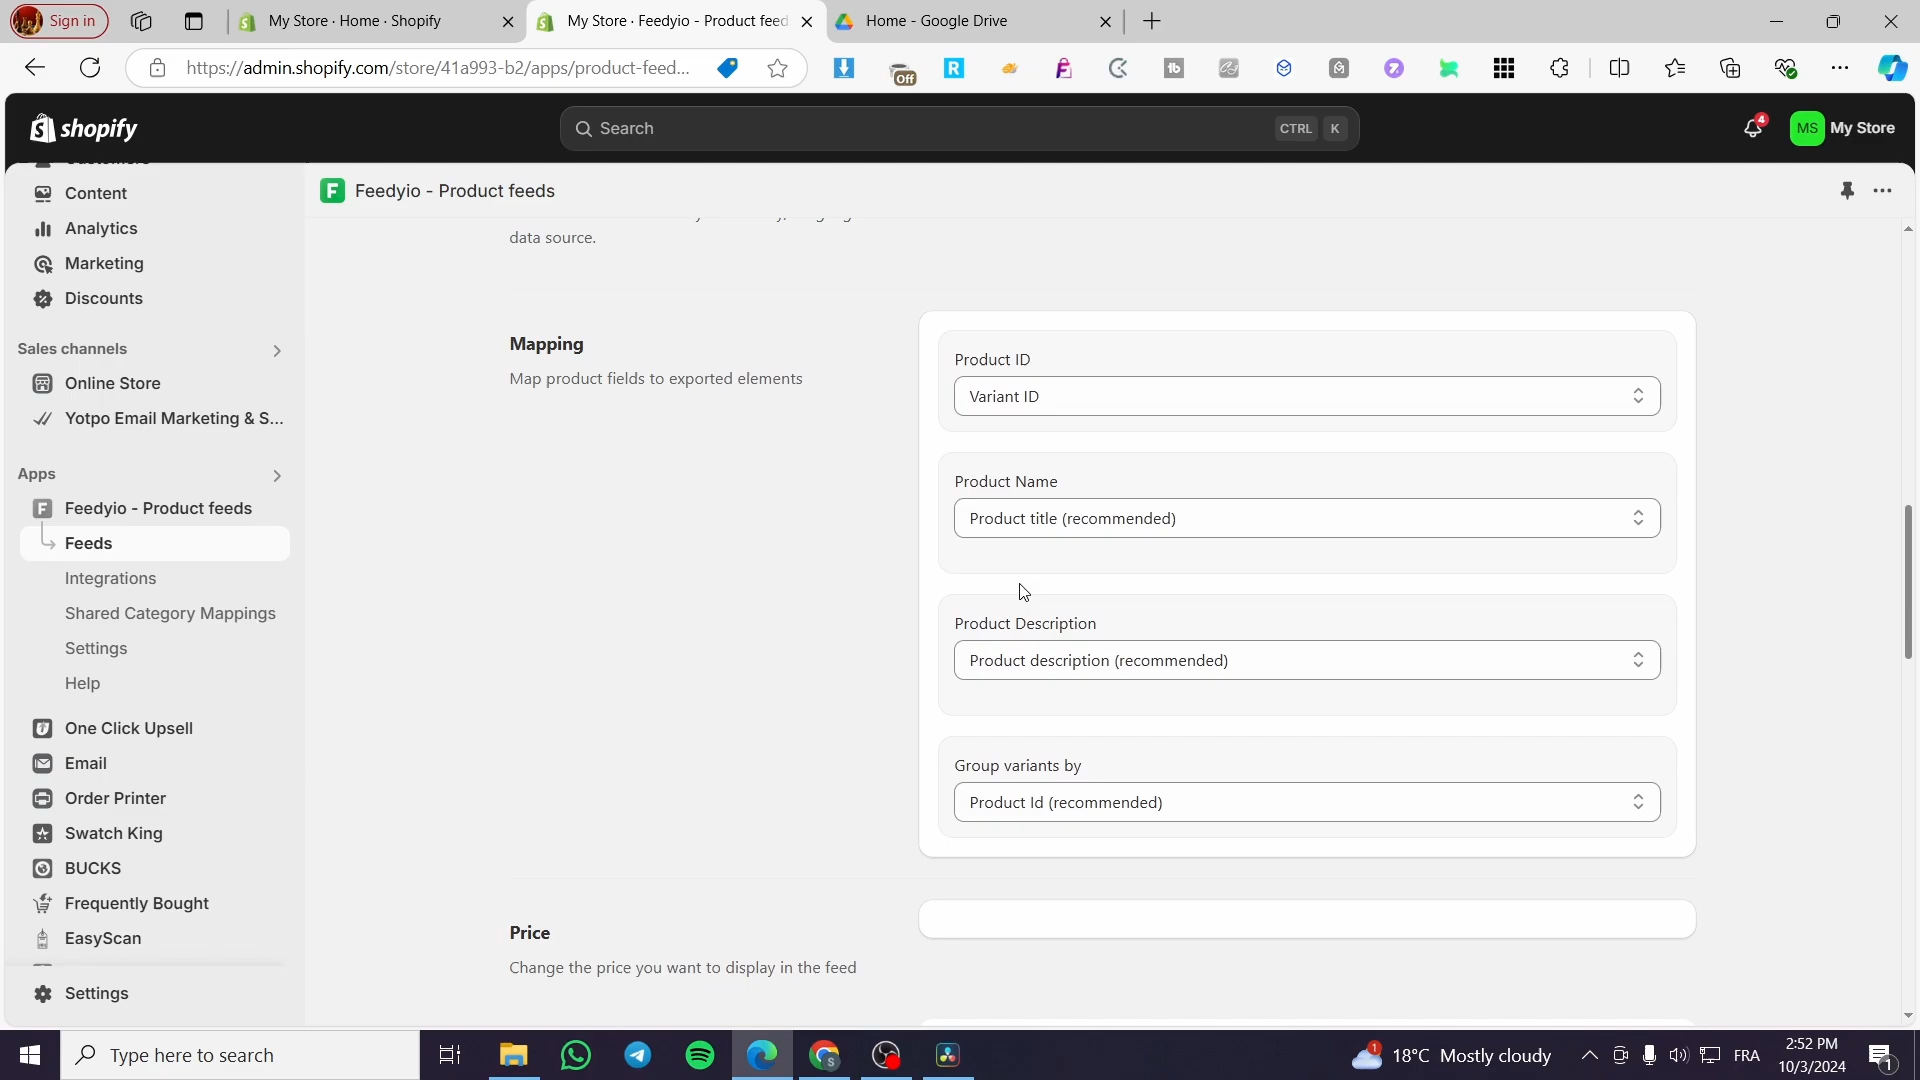 Sign in
My Store · Home · Shopify
My Store · Feedyio - Product feed
Home - Google Drive
https://admin.shopify.com/store/41a993-b2/apps/product-feed...
Off
shopify
Search
CTRL K
4
MS
My Store
Customers
Content
Analytics
Marketing
Discounts
Sales channels
Online Store
Yotpo Email Marketing & S...
Apps
Feedyio - Product feeds
Feeds
Integrations
Shared Category Mappings
Settings
Help
One Click Upsell
Email
Order Printer
Swatch King
BUCKS
Frequently Bought
EasyScan
Settings
Feedyio - Product feeds
data source.
Mapping
Map product fields to exported elements
Product ID
Variant ID
Product Name
Product title (recommended)
Product Description
Product description (recommended)
Group variants by
Product Id (recommended)
Price
Change the price you want to display in the feed
Type here to search
1
18°C Mostly cloudy
FRA
2:52 PM
10/3/2024
1